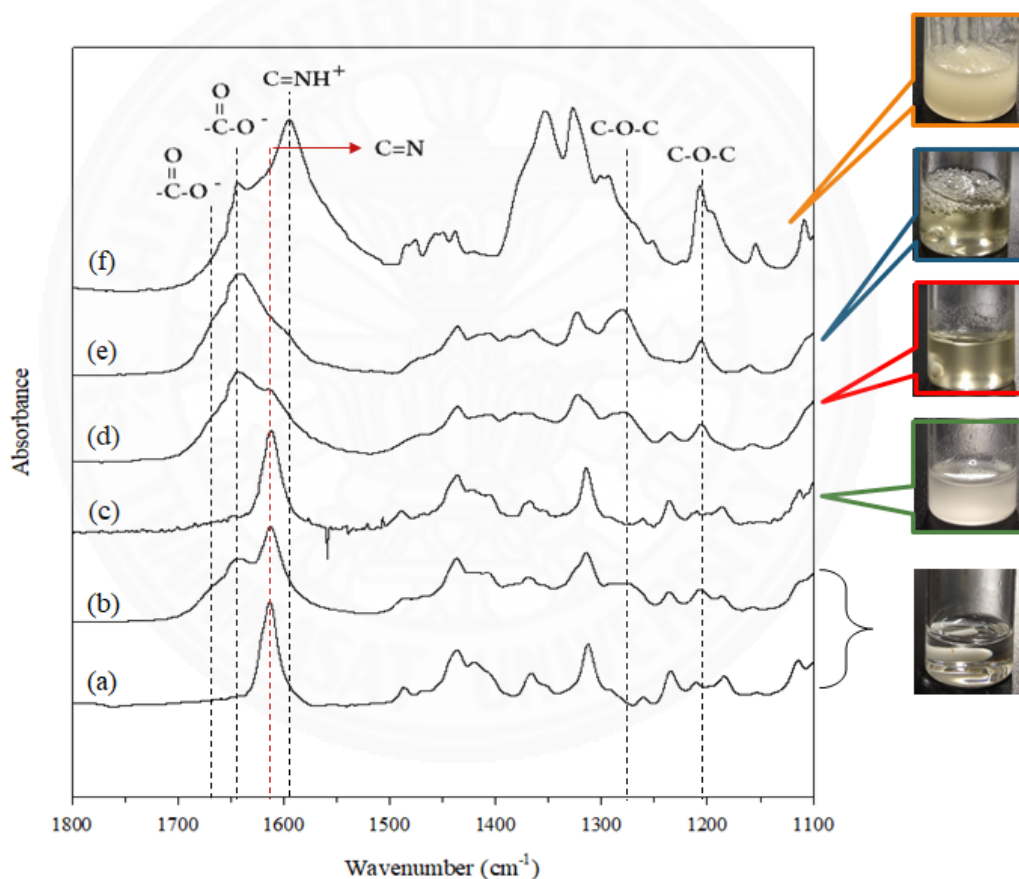 O
-C-O⁻
O
-C-O⁻
C=NH⁺
C=N
C-O-C
C-O-C
(f)
(e)
(d)
(c)
(b)
(a)
Absorbance
1800 1700 1600 1500 1400 1300 1200 1100
Wavenumber (cm⁻¹)